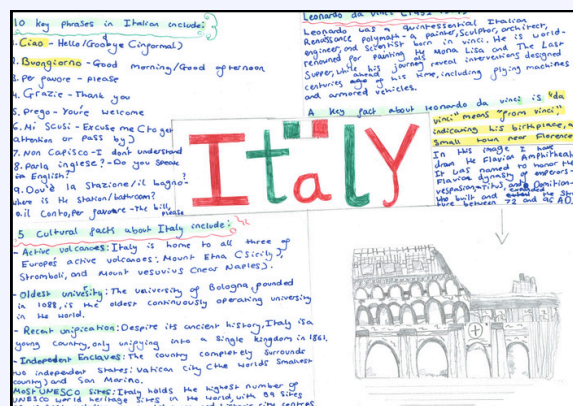 10 key phrases in Italian include:
1. Ciao - Hello/Goodbye (informal)
2. Buongiorno - Good morning/Good afternoon
3. Per favore - please
4. Grazie - Thank you
5. Prego - You're welcome
6. Mi Scusi - Excuse me (to get
attention or pass by)
7. Non Capisco - I don't understand
8. Parla inglese? - Do you speak
English?
9. Dov'è la Stazione/il bagno-
where is the Station/bathroom?
10. il Conto, Per favore - the bill,
please
5 Cultural facts about Italy include:
- Active volcanoes: Italy is home to all three of
Europes active volcanoes: Mount Etna (Sicily),
Stromboli, and Mount Vesuvius (near Naples).
- Oldest univesity: The university of Bologna, founded
in 1088, is the oldest continuously operating university
in the world.
- Recent unification: Despite its ancient history, Italy is a
young country, only unifying into a Single kingdom in 1861.
- Independent Enclaves: The country completely Surrounds
two independent states: Vatican city (the worlds smallest
country) and San Marino.
Most UNESCO Sites: Italy holds the highest number of
UNESCO world heritage sites in the world, with 59 sites
Italy
Leonardo da Vinci
Leonardo was a quintessential Italian
Renaissance polymath - a painter, Sculptor, architect,
engineer, and Scientist born in vinci. He is world-
renowned for painting by Mona Lisa and The Last
Supper, while his journey reveal inventions designed
centuries ahead of his time, including flying machines
and armored vehicles.
A key fact about leonardo da vinci is "da
vinci" means "from vinci",
indicating his birthplace, a
Small town near Florence
In this image I have
drawn the Flavian Amphitheat
It was named to honor the
Flavian dynasty of emperors-
vespasian, Titus, and Domitian-
who built and extended the Stru
ture between 72 and 96 AD.